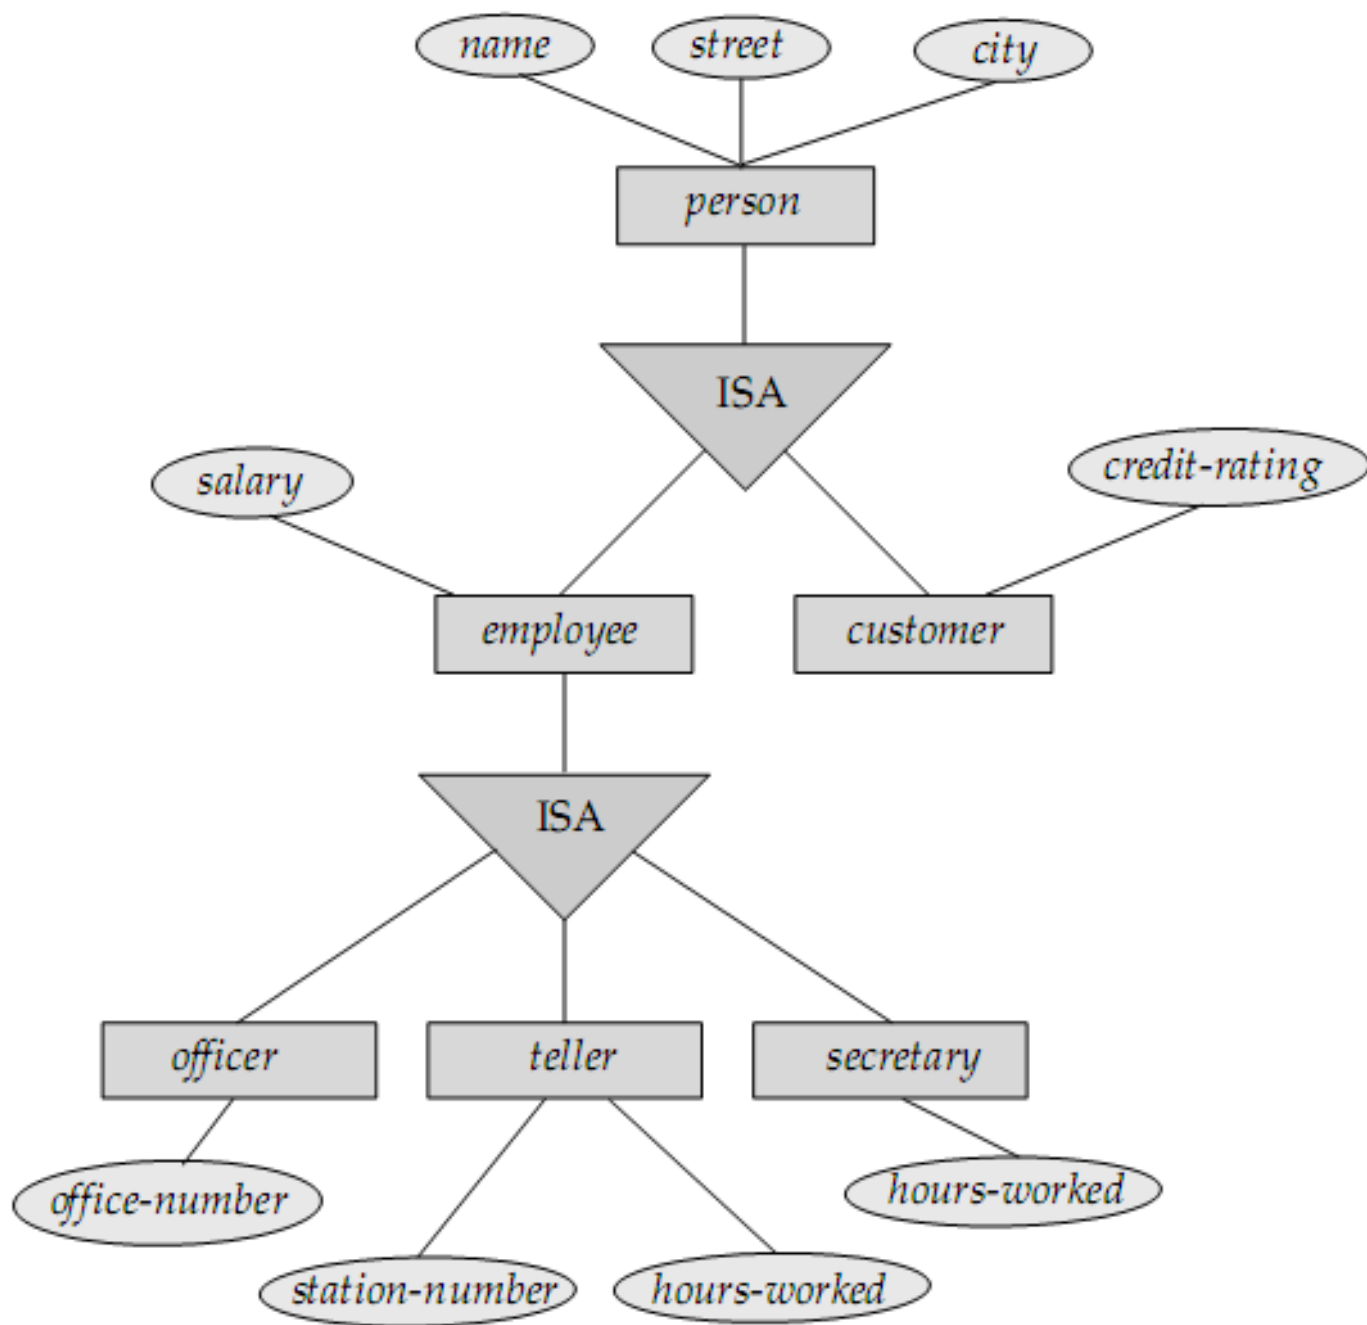 name
street
city
person
ISA
salary
credit-rating
employee
customer
ISA
officer
teller
secretary
office-number
hours-worked
station-number
hours-worked